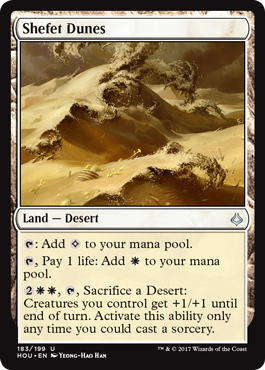 Shefet Dunes
Land — Desert
: Add to your mana pool.
, Pay 1 life: Add to your mana pool.
2 , , Sacrifice a Desert:
Creatures you control get +1/+1 until
end of turn. Activate this ability only
any time you could cast a sorcery.
183/199 U
HOU • EN Yeong-Hao Han
™ & © 2017 Wizards of the Coast